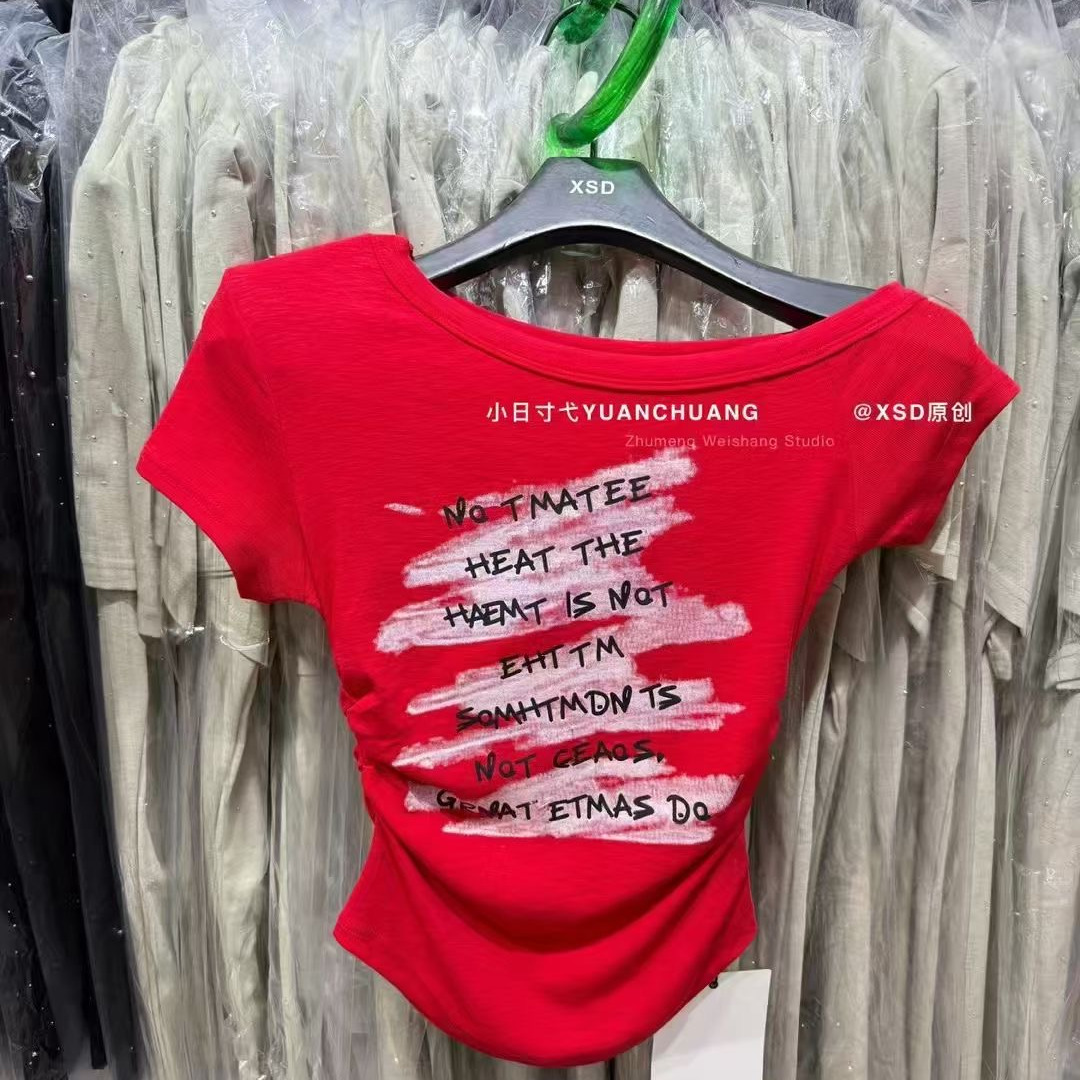 XSD
小日寸弋YUANCHUANG @XSD原创
Zhumeng Weishang Studio
NO TMATEE
HEAT THE
HAEMT IS NOT
EHT TM
SOMHTMDN TS
NOT CEAOS.
ETMAS DO